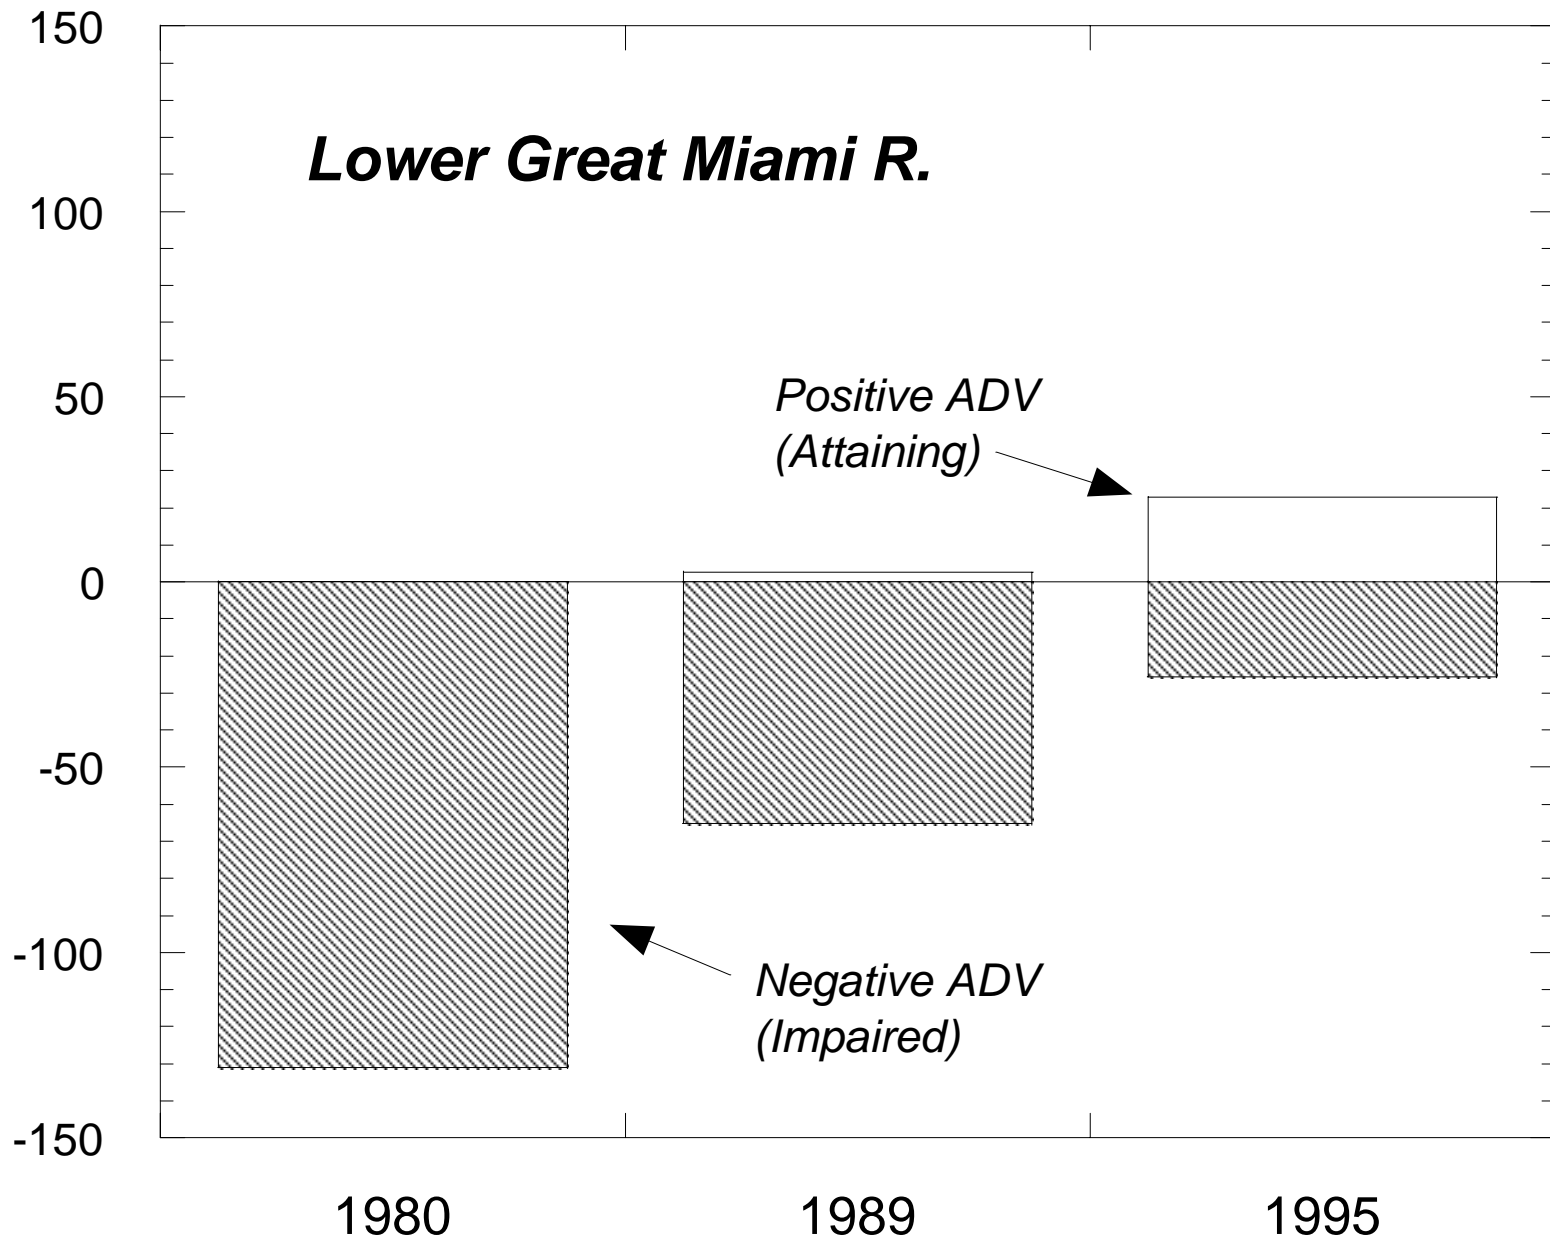 150
Lower Great Miami R.
100
50
Positive ADV
(Attaining)
0
-50
-100
Negative ADV
(Impaired)
-150
1980 1989 1995